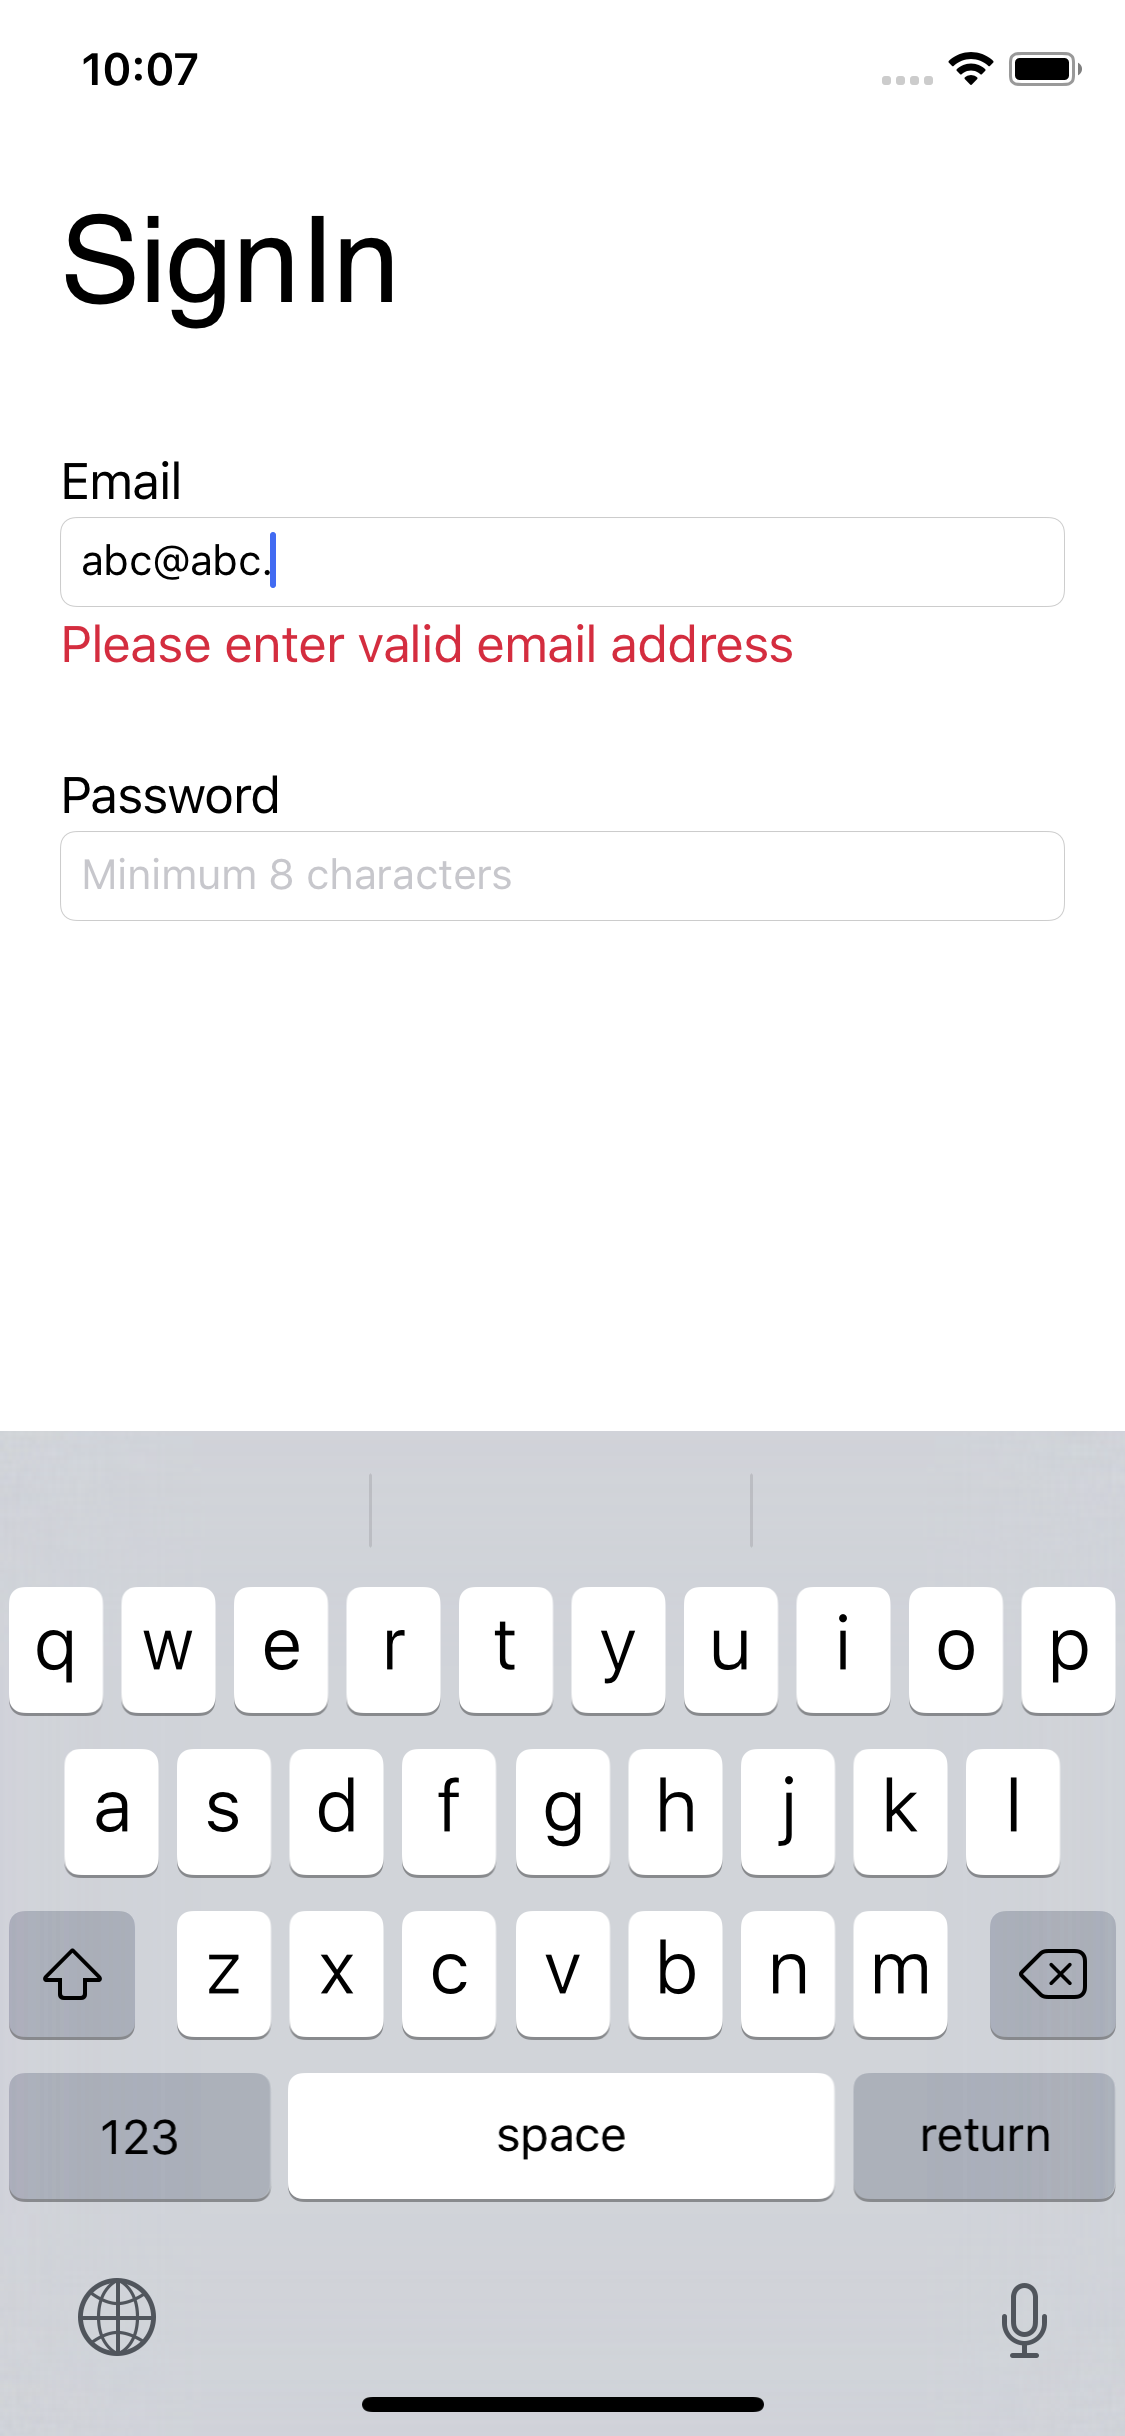 10:07
SignIn
Email
abc@abc.
Please enter valid email address
Password
Minimum 8 characters
q w e r t y u i o p
a s d f g h j k l
z x c v b n m
123 space return